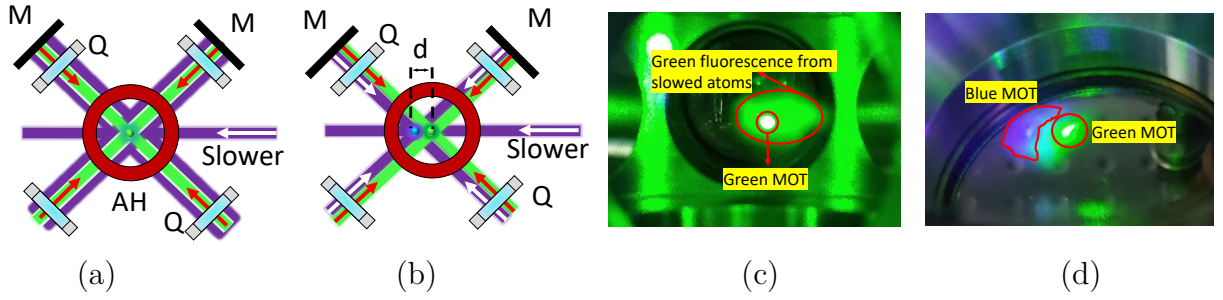 M
M
Q
Slower
AH
Q
(a)
M
M
Q
d
Slower
Q
(b)
Green fluorescence from
slowed atoms
Green MOT
(c)
Blue MOT
Green MOT
(d)